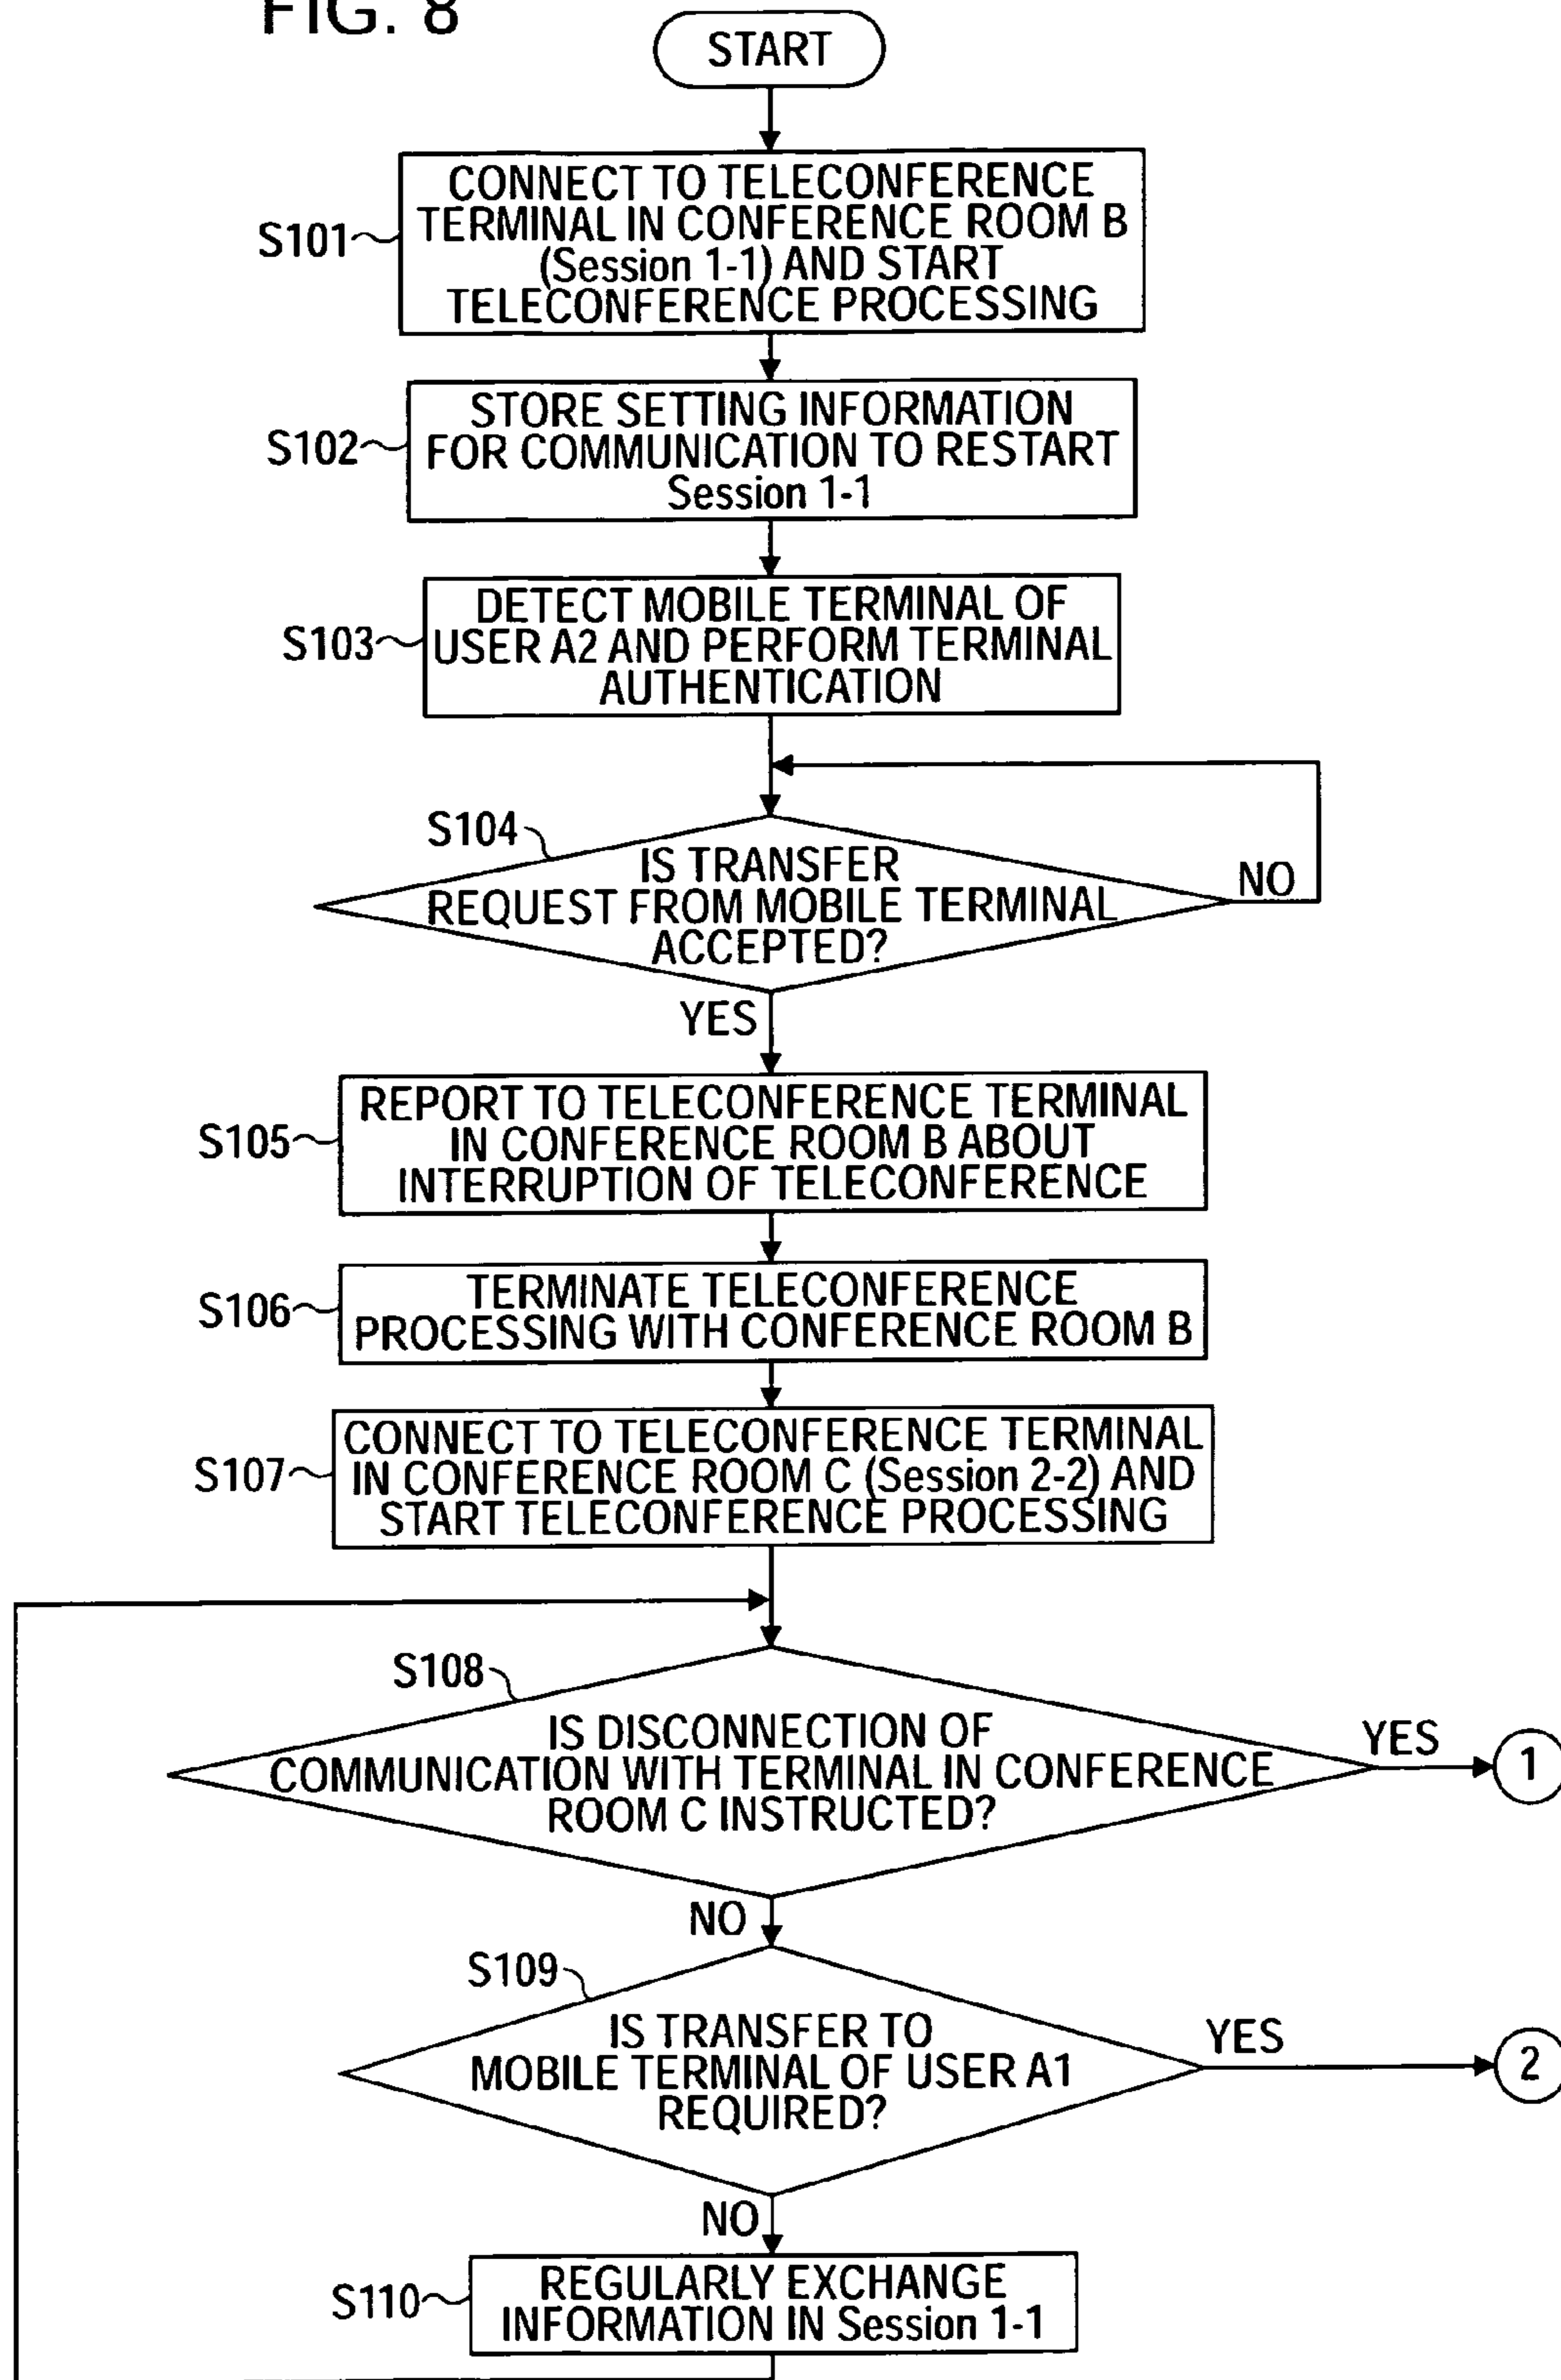 FIG. 8
START
S101
CONNECT TO TELECONFERENCE
TERMINAL IN CONFERENCE ROOM B
(Session 1-1) AND START
TELECONFERENCE PROCESSING
S102
STORE SETTING INFORMATION
FOR COMMUNICATION TO RESTART
Session 1-1
S103
DETECT MOBILE TERMINAL OF
USER A2 AND PERFORM TERMINAL
AUTHENTICATION
S104
IS TRANSFER
REQUEST FROM MOBILE TERMINAL
ACCEPTED?
NO
YES
S105
REPORT TO TELECONFERENCE TERMINAL
IN CONFERENCE ROOM B ABOUT
INTERRUPTION OF TELECONFERENCE
S106
TERMINATE TELECONFERENCE
PROCESSING WITH CONFERENCE ROOM B
S107
CONNECT TO TELECONFERENCE TERMINAL
IN CONFERENCE ROOM C (Session 2-2) AND
START TELECONFERENCE PROCESSING
S108
IS DISCONNECTION OF
COMMUNICATION WITH TERMINAL IN CONFERENCE
ROOM C INSTRUCTED?
YES
1
NO
S109
IS TRANSFER TO
MOBILE TERMINAL OF USER A1
REQUIRED?
YES
2
NO
S110
REGULARLY EXCHANGE
INFORMATION IN Session 1-1